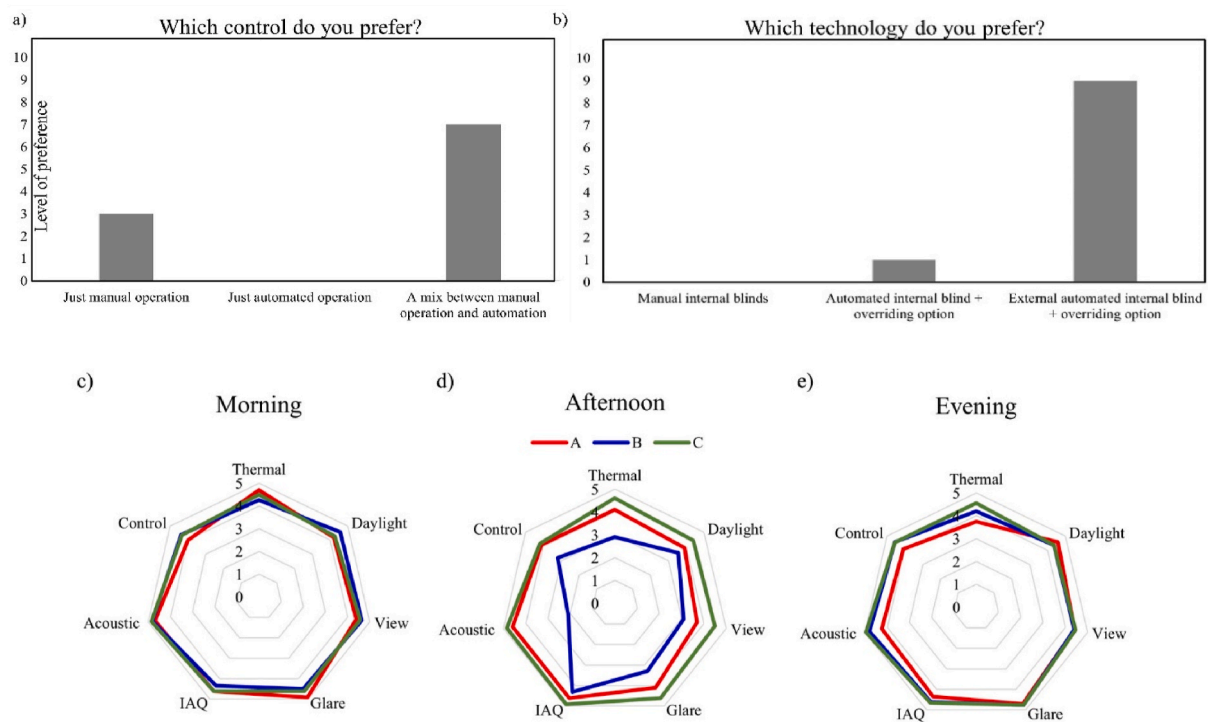 a)
Which control do you prefer?
Level of preference
10
9
8
7
6
5
4
3
2
1
0
Just manual operation
Just automated operation
A mix between manual
operation and automation
b)
Which technology do you prefer?
10
9
8
7
6
5
4
3
2
1
0
Manual internal blinds
Automated internal blind +
overriding option
External automated internal blind
+ overriding option
c)
Morning
Thermal
Daylight
View
Glare
IAQ
Acoustic
Control
5
4
3
2
1
0
d)
Afternoon
A
B
C
Thermal
Daylight
View
Glare
IAQ
Acoustic
Control
5
4
3
2
1
0
e)
Evening
Thermal
Daylight
View
Glare
IAQ
Acoustic
Control
5
4
3
2
1
0